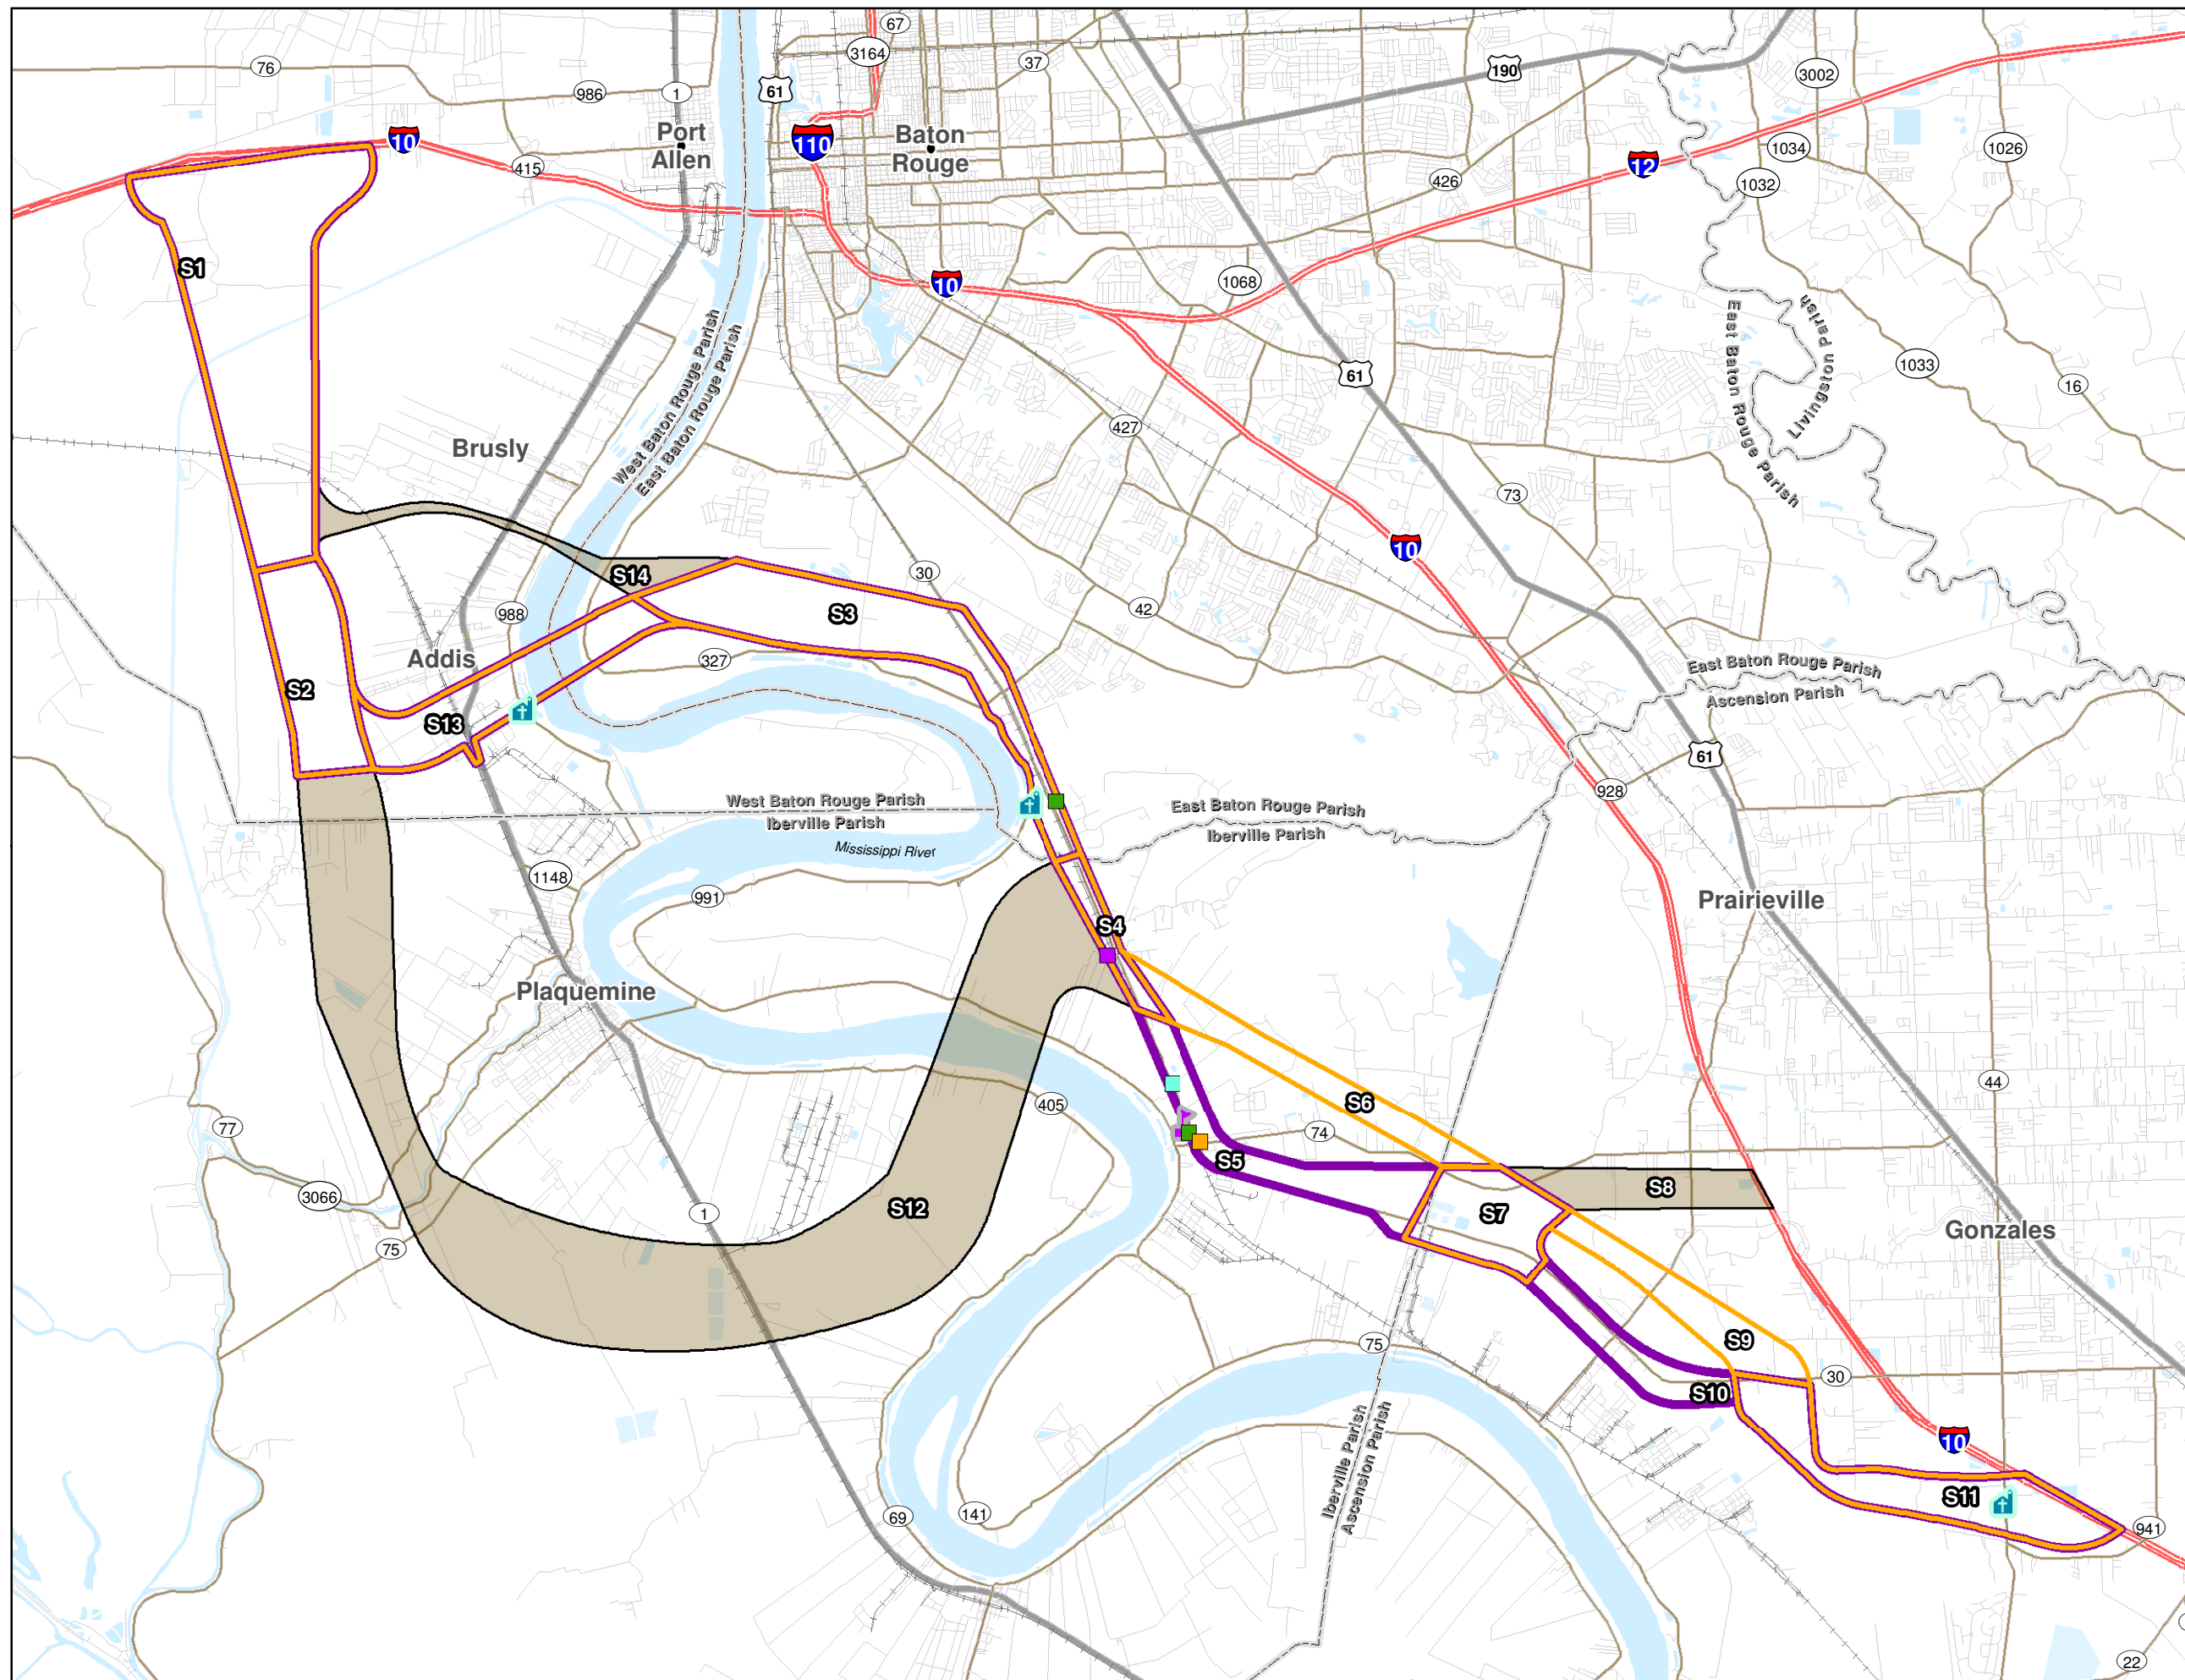 67
3164
37
76
190
3002
986
1
61
10
110
Port
Allen
Baton
Rouge
1034
1026
415
12
426
1032
S1
10
1068
West Baton Rouge Parish
East Baton Rouge Parish
East Baton Rouge Parish
Livingston Parish
61
1033
16
427
Brusly
73
10
S14
30
988
S3
42
Addis
327
East Baton Rouge Parish
Ascension Parish
S2
S13
61
928
West Baton Rouge Parish
Iberville Parish
East Baton Rouge Parish
Iberville Parish
Mississippi River
1148
991
Prairieville
S4
Plaquemine
44
S6
405
77
74
S5
3066
S8
S12
1
S7
Gonzales
75
S9
75
30
S10
Iberville Parish
Ascension Parish
10
S11
69
141
941
22